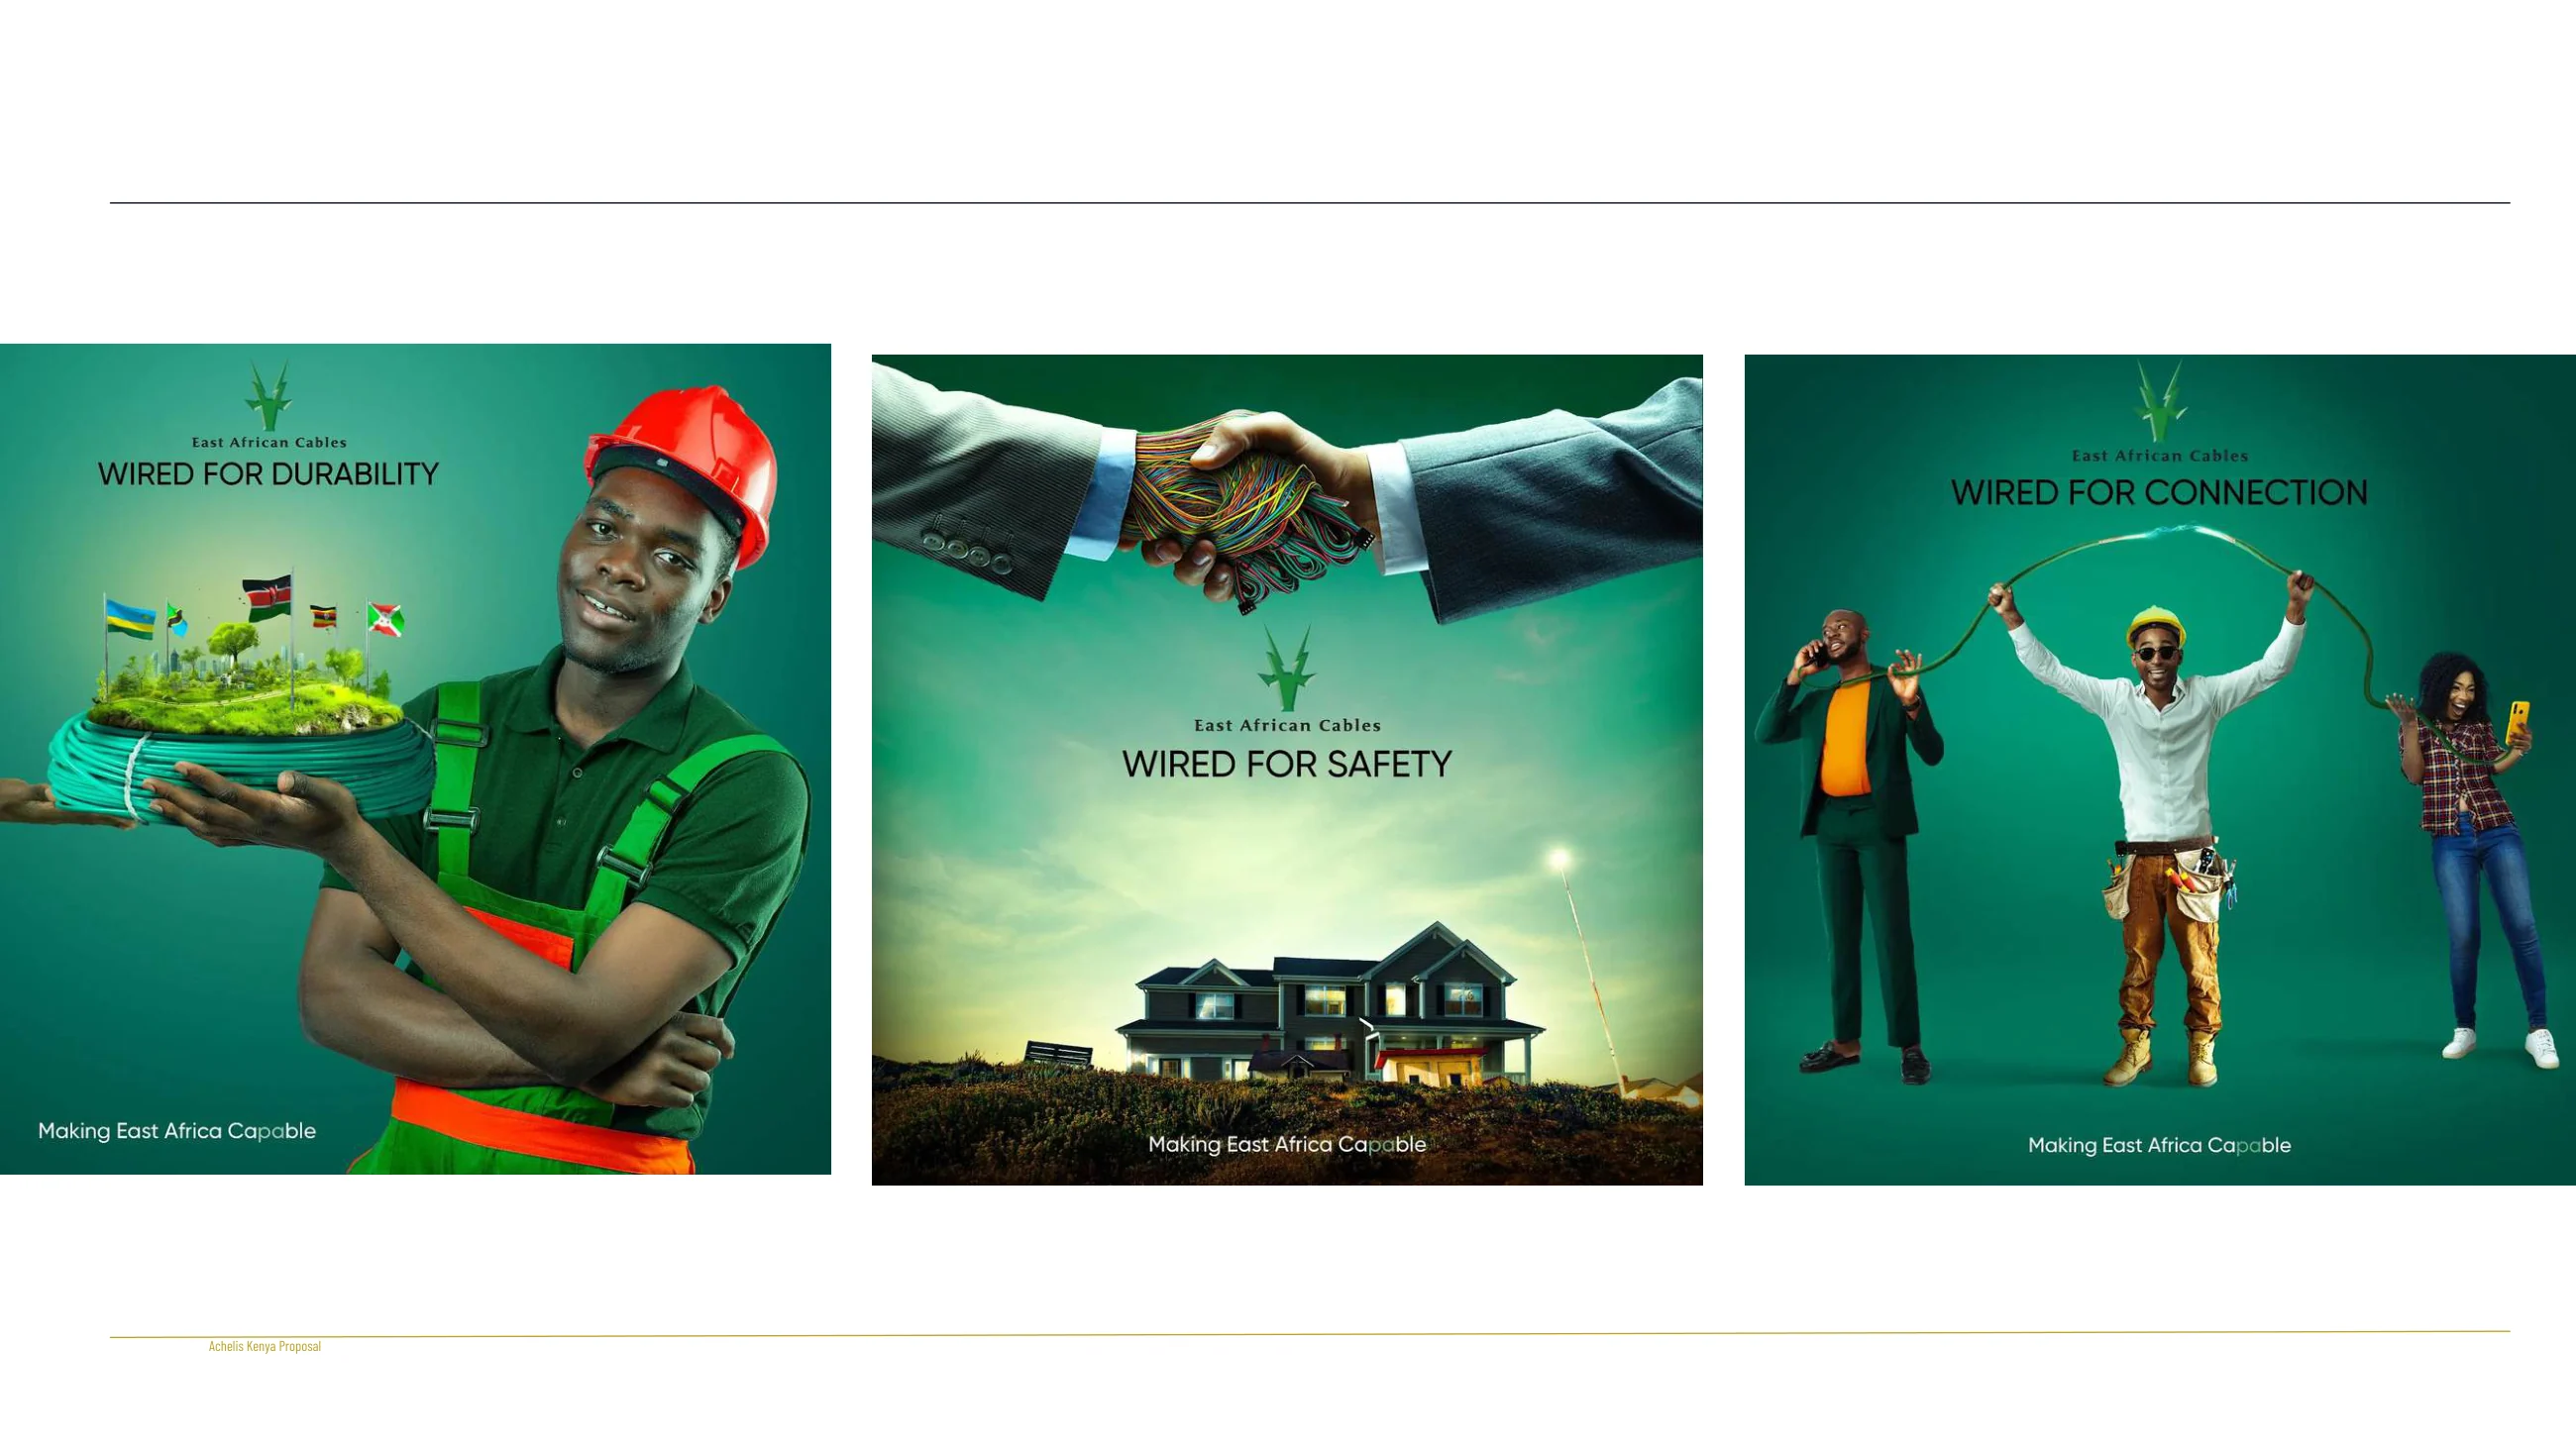 East African Cables
WIRED FOR DURABILITY
Making East Africa Capable
East African Cables
WIRED FOR SAFETY
Making East Africa Capable
East African Cables
WIRED FOR CONNECTION
Making East Africa Capable
Achelis Kenya Proposal